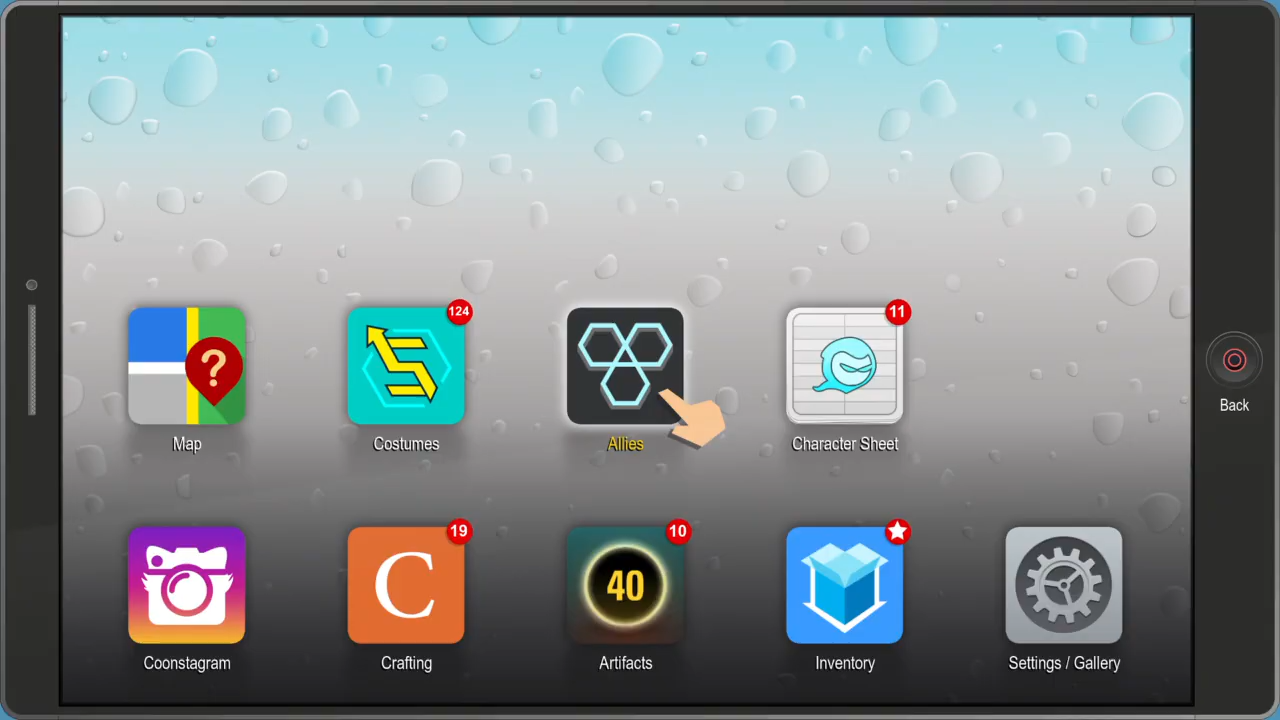 124
11
?
Back
Map
Costumes
Allies
Character Sheet
19
10
C
40
Coonstagram
Crafting
Artifacts
Inventory
Settings / Gallery